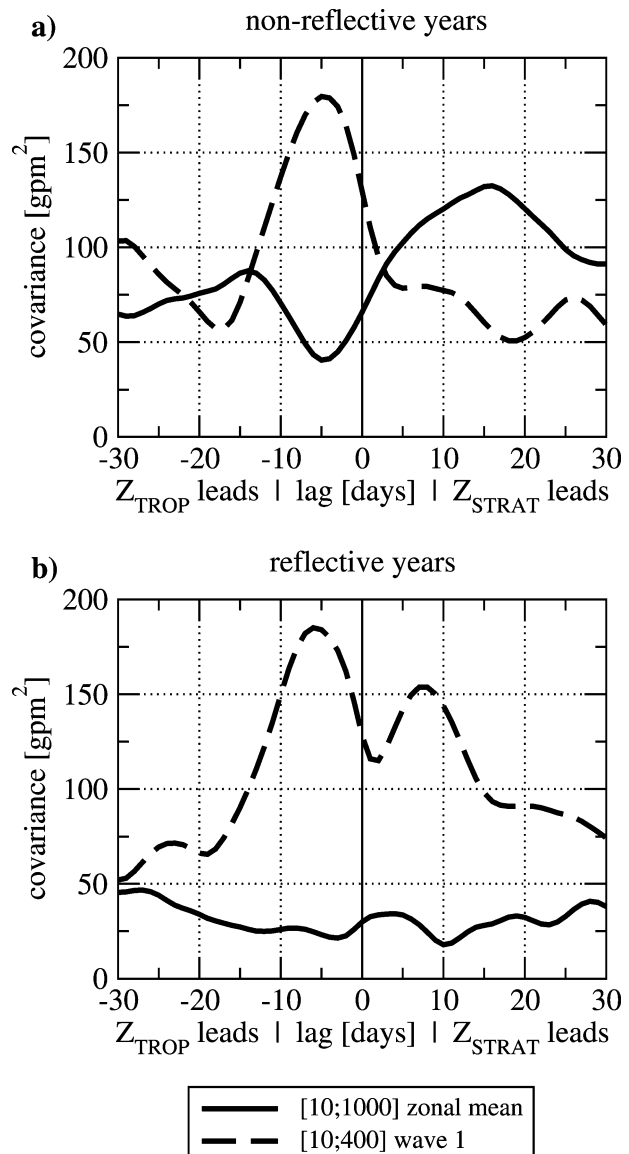 a) non-reflective years
200
150
100
50
0
covariance [gpm²]
-30 -20 -10 0 10 20 30
Z_TROP leads | lag [days] | Z_STRAT leads
b) reflective years
200
150
100
50
0
covariance [gpm²]
-30 -20 -10 0 10 20 30
Z_TROP leads | lag [days] | Z_STRAT leads
[10;1000] zonal mean
[10;400] wave 1